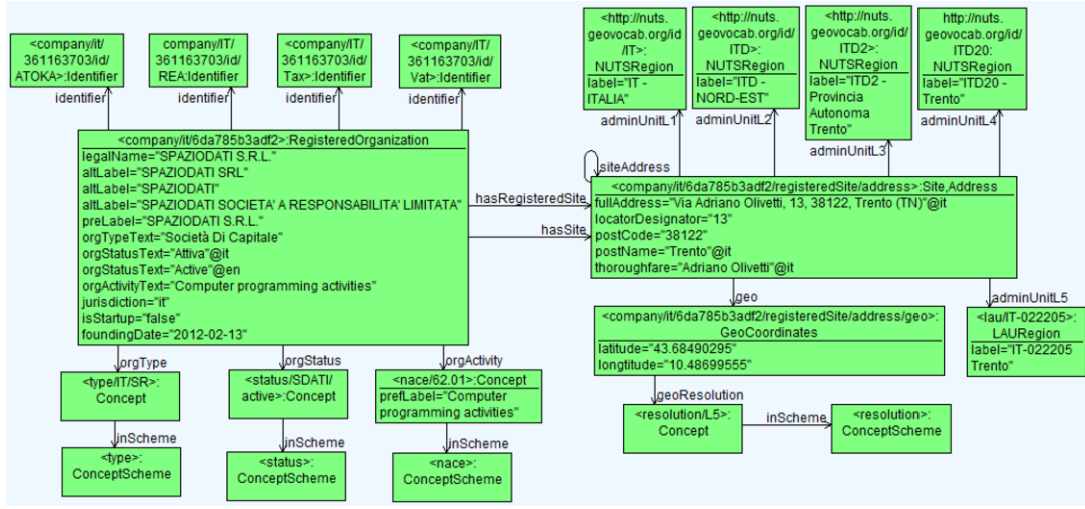 <company/it/
361163703/id/
ATOKA>:Identifier
company/IT/
361163703/id/
REA:Identifier
<company/IT/
361163703/id/
Tax>:Identifier
<company/IT/
361163703/id/
Vat>:Identifier
identifier
identifier
identifier
identifier
<company/it/6da785b3adf2>:RegisteredOrganization
legalName="SPAZIODATI S.R.L."
altLabel="SPAZIODATI SRL"
altLabel="SPAZIODATI"
altLabel="SPAZIODATI SOCIETA' A RESPONSABILITA' LIMITATA"
preLabel="SPAZIODATI S.R.L."
orgTypeText="Società Di Capitale"
orgStatusText="Attiva"@it
orgStatusText="Active"@en
orgActivityText="Computer programming activities"
jurisdiction="it"
isStartup="false"
foundingDate="2012-02-13"
hasRegisteredSite
hasSite
orgType
orgStatus
orgActivity
<type/IT/SR>:
Concept
<status/SDATI/
active>:Concept
<nace/62.01>:Concept
prefLabel="Computer
programming activities"
inScheme
inScheme
inScheme
<type>:
ConceptScheme
<status>:
ConceptScheme
<nace>:
ConceptScheme
<http://nuts.
geovocab.org/id/
/IT>:
NUTSRegion
label="IT -
ITALIA"
<http://nuts.
geovocab.org/id/
ITD>:
NUTSRegion
label="ITD -
NORD-EST"
<http://nuts.
geovocab.org/id/
ITD2>:
NUTSRegion
label="ITD2 -
Provincia
Autonoma
Trento"
http://nuts.
geovocab.org/id/
ITD20:
NUTSRegion
label="ITD20 -
Trento"
adminUnitL1
adminUnitL2
adminUnitL3
adminUnitL4
siteAddress
<company/it/6da785b3adf2/registeredSite/address>:Site,Address
fullAddress="Via Adriano Olivetti, 13, 38122, Trento (TN)"@it
locatorDesignator="13"
postCode="38122"
postName="Trento"@it
thoroughfare="Adriano Olivetti"@it
geo
adminUnitL5
<company/it/6da785b3adf2/registeredSite/address/geo>:
GeoCoordinates
latitude="43.68490295"
longtitude="10.48699555"
<lau/IT-022205>:
LAURegion
label="IT-022205
Trento"
geoResolution
<resolution/L5>:
Concept
inScheme
<resolution>:
ConceptScheme